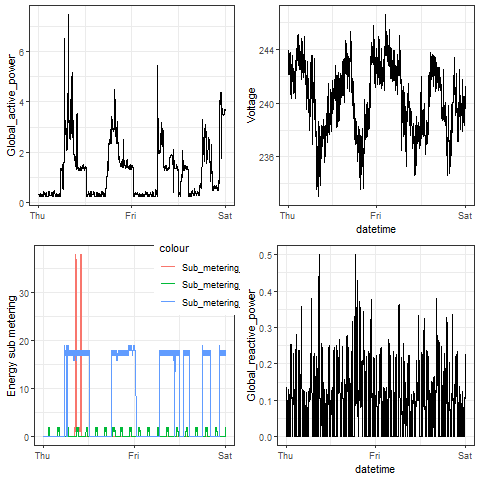 Global_active_power
6
4
2
0
Thu
Fri
Sat
Voltage
244
240
236
Thu
Fri
Sat
datetime
Energy sub metering
30
20
10
0
Thu
Fri
Sat
colour
Sub_metering_
Sub_metering_
Sub_metering_
Global_reactive_power
0.5
0.4
0.3
0.2
0.1
0.0
Thu
Fri
Sat
datetime